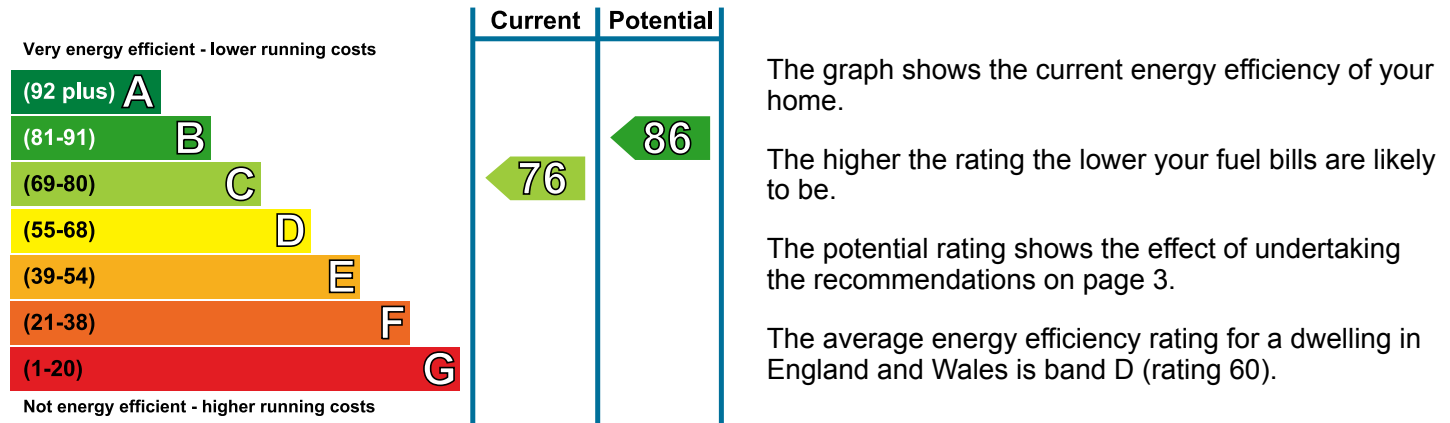 Current Potential
Very energy efficient - lower running costs
(92 plus) A
(81-91) B
86
(69-80) C
76
(55-68) D
(39-54) E
(21-38) F
(1-20) G
Not energy efficient - higher running costs
The graph shows the current energy efficiency of your
home.
The higher the rating the lower your fuel bills are likely
to be.
The potential rating shows the effect of undertaking
the recommendations on page 3.
The average energy efficiency rating for a dwelling in
England and Wales is band D (rating 60).